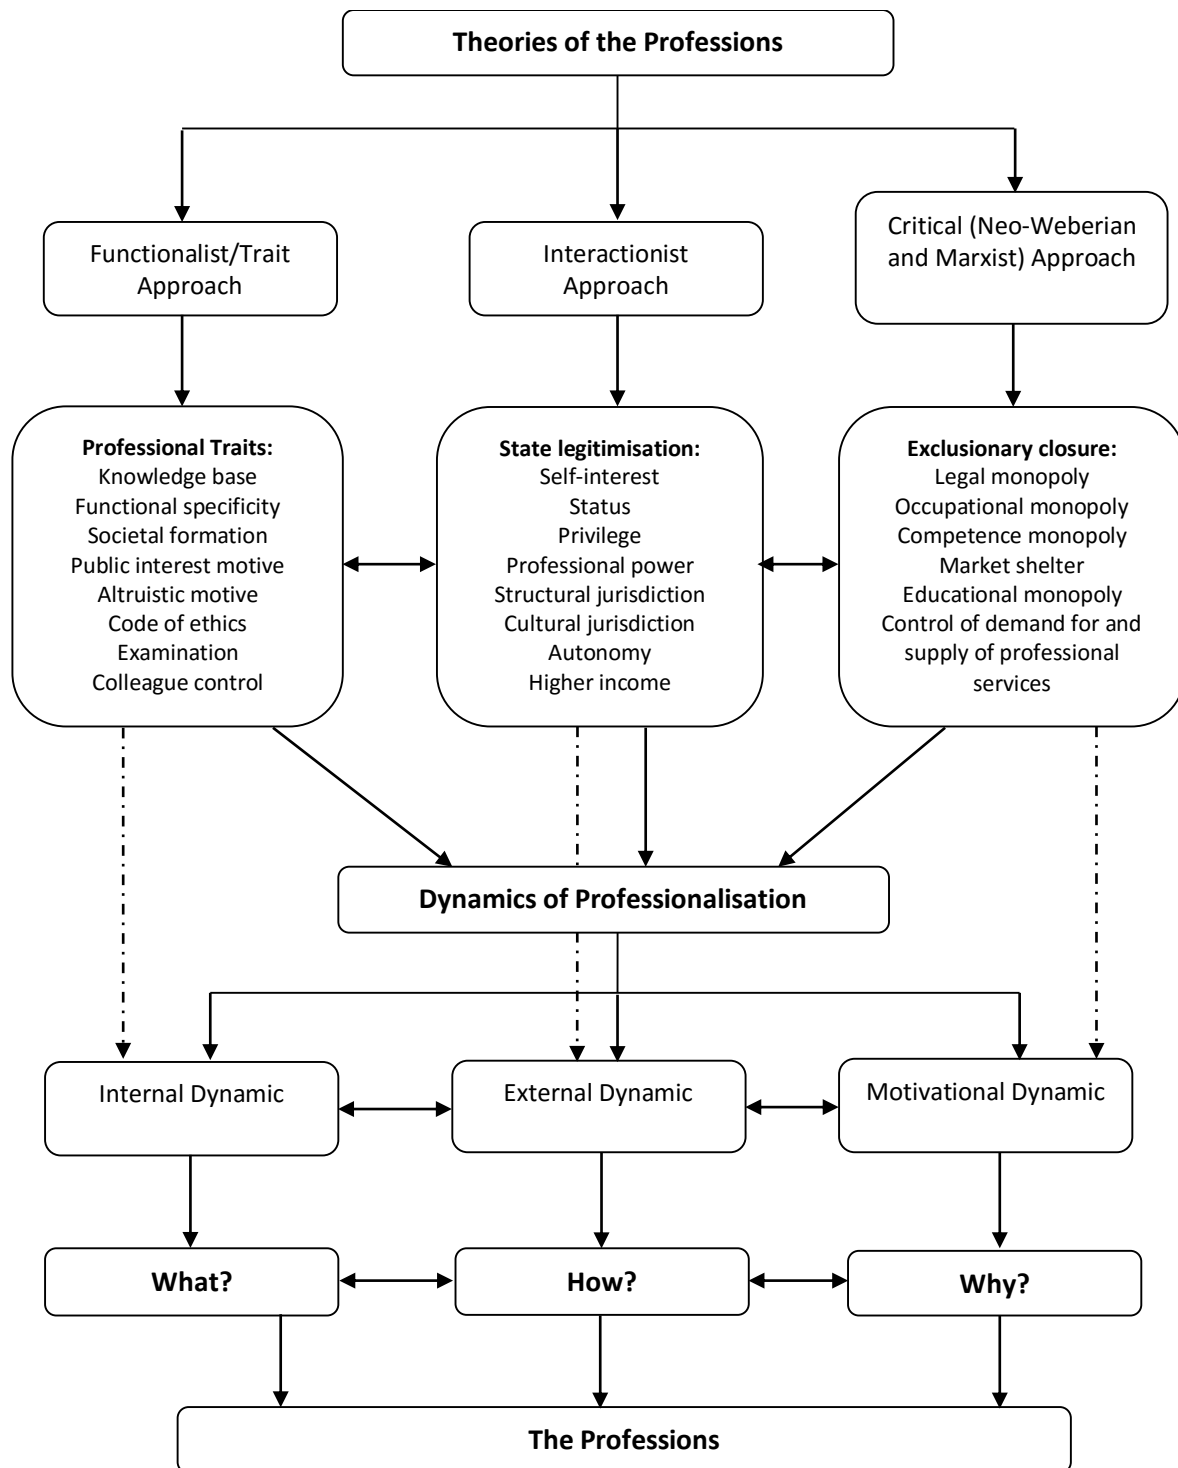 Theories of the Professions
Functionalist/Trait
Approach
Interactionist
Approach
Critical (Neo-Weberian
and Marxist) Approach
Professional Traits:
Knowledge base
Functional specificity
Societal formation
Public interest motive
Altruistic motive
Code of ethics
Examination
Colleague control
State legitimisation:
Self-interest
Status
Privilege
Professional power
Structural jurisdiction
Cultural jurisdiction
Autonomy
Higher income
Exclusionary closure:
Legal monopoly
Occupational monopoly
Competence monopoly
Market shelter
Educational monopoly
Control of demand for and
supply of professional
services
Dynamics of Professionalisation
Internal Dynamic
External Dynamic
Motivational Dynamic
What?
How?
Why?
The Professions